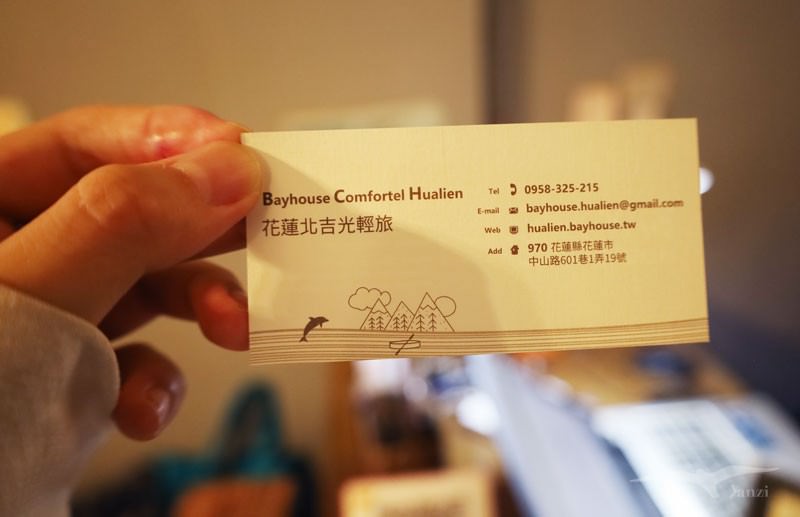 Bayhouse Comfortel Hualien
花蓮北吉光輕旅
Tel 0958-325-215
E-mail bayhouse.hualien@gmail.com
Web hualien.bayhouse.tw
Add 970 花蓮縣花蓮市
中山路601巷1弄19號
Yanzi